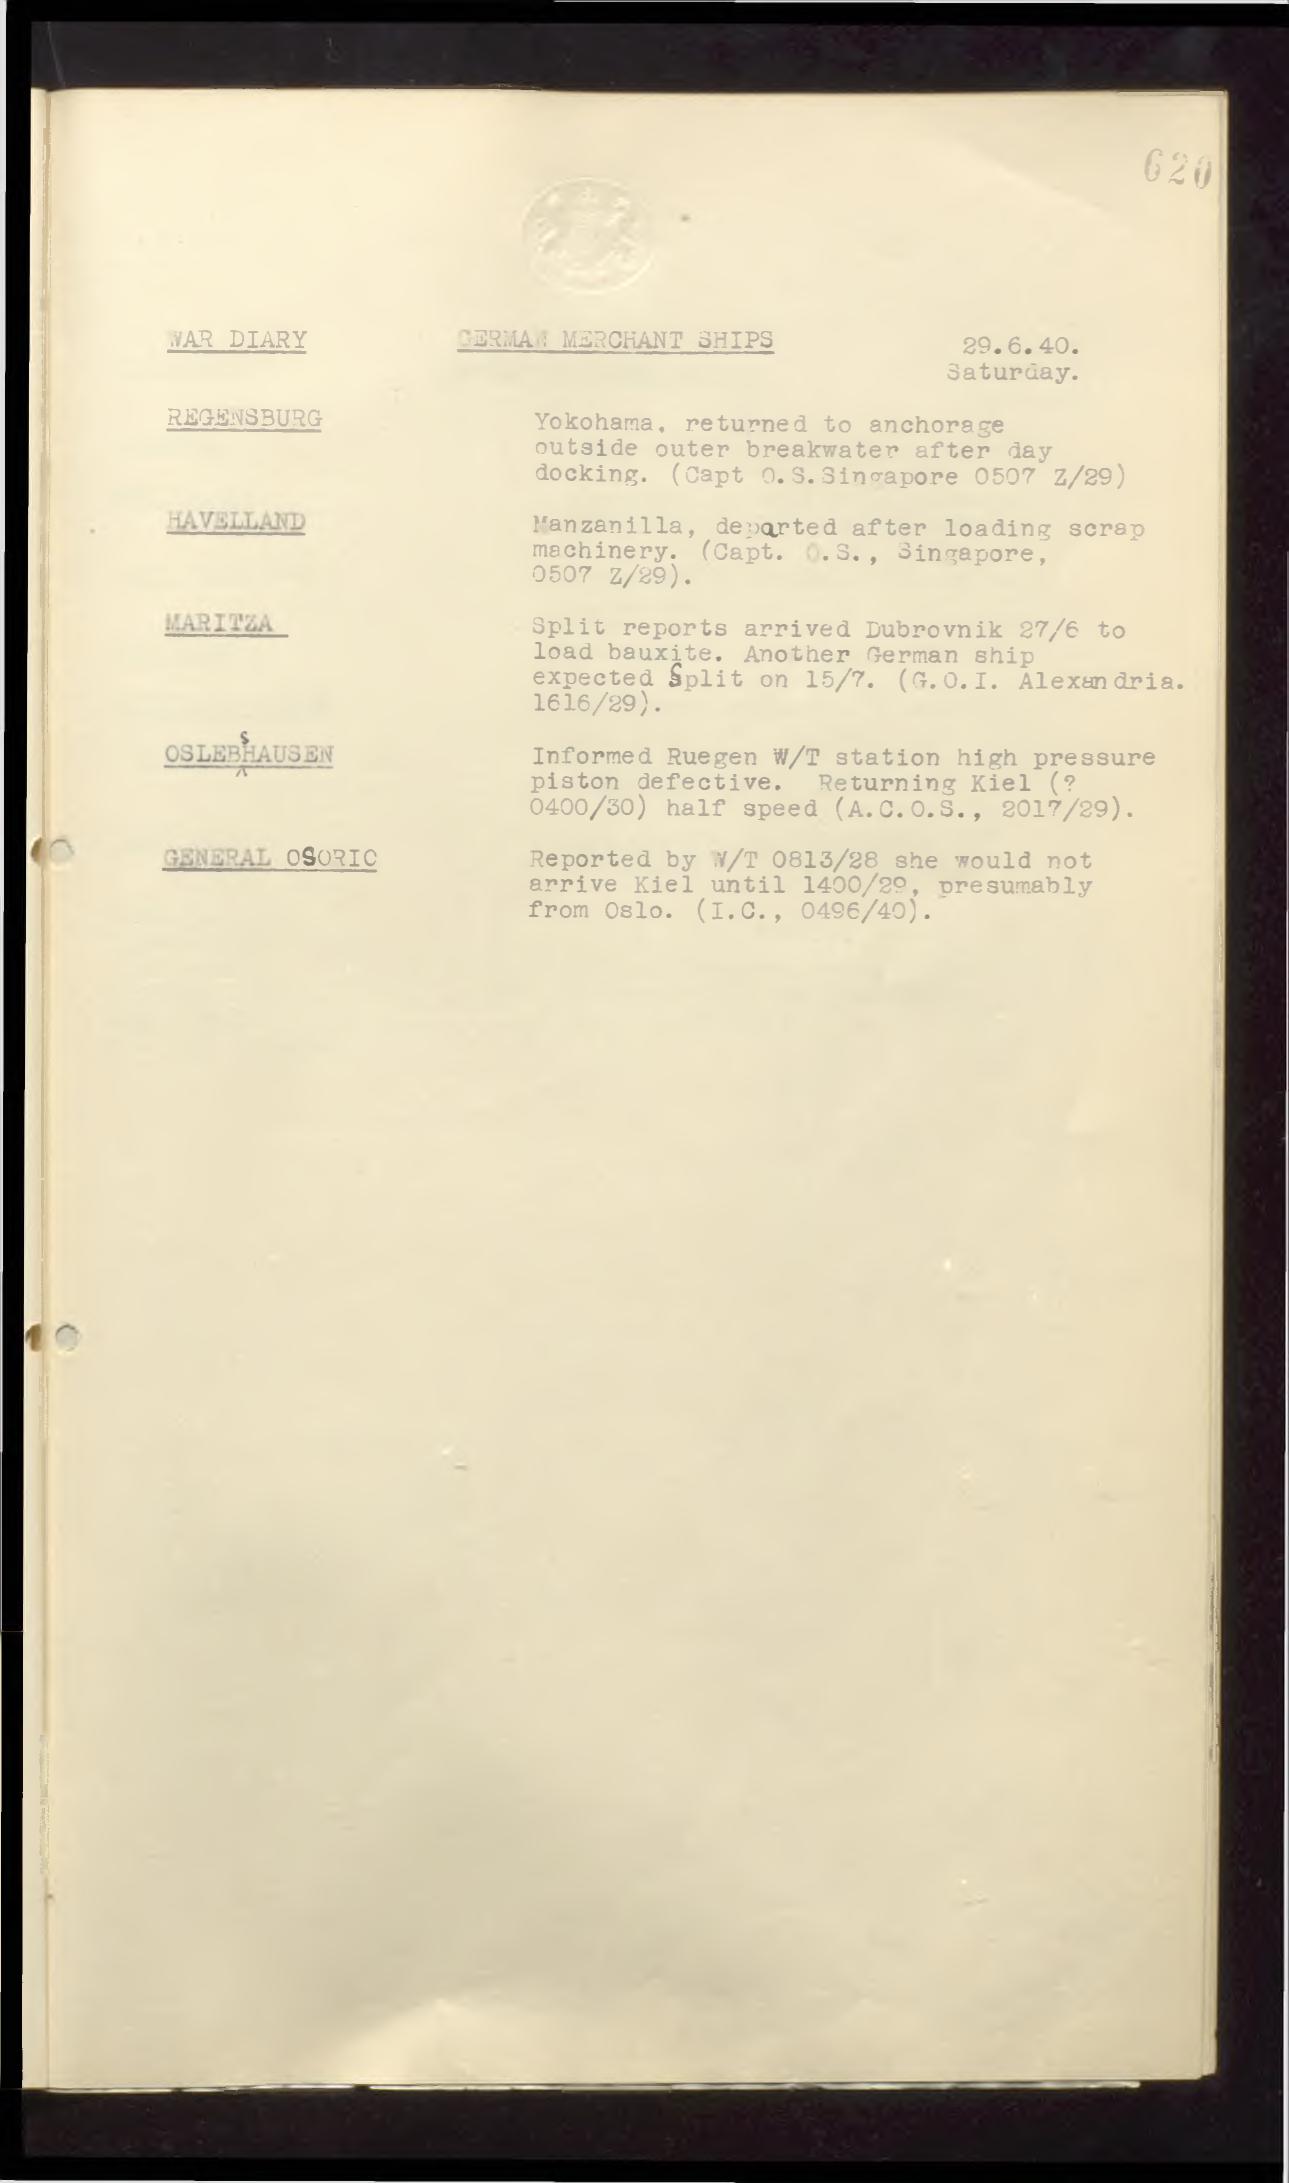 620
WAR DIARY GERMAN MERCHANT SHIPS 29.6.40.
Saturday.
REGENSBURG Yokohama, returned to anchorage
outside outer breakwater after day
docking. (Capt O.S.Singapore 0507 Z/29)
HAVELLAND Manzanilla, departed after loading scrap
machinery. (Capt. O.S., Singapore,
0507 Z/29).
MARITZA Split reports arrived Dubrovnik 27/6 to
load bauxite. Another German ship
expected Split on 15/7. (G.O.I. Alexandria.
1616/29).
OSLEBSHAUSEN Informed Ruegen W/T station high pressure
piston defective. Returning Kiel (?
0400/30) half speed (A.C.O.S., 2017/29).
GENERAL OSORIO Reported by W/T 0813/28 she would not
arrive Kiel until 1400/29, presumably
from Oslo. (I.C., 0496/40).